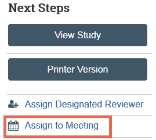 Next Steps
View Study
Printer Version
Assign Designated Reviewer
Assign to Meeting